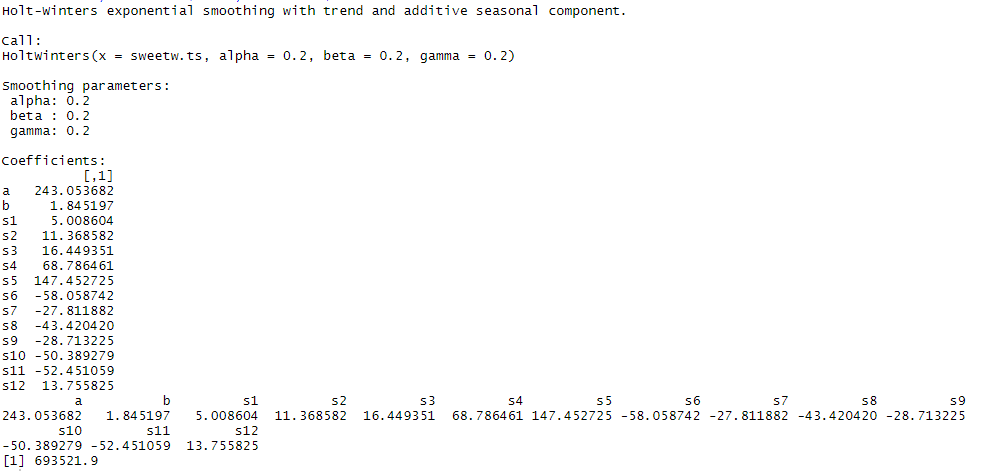 Holt-Winters exponential smoothing with trend and additive seasonal component.
Call:
HoltWinters(x = sweetw.ts, alpha = 0.2, beta = 0.2, gamma = 0.2)
Smoothing parameters:
alpha: 0.2
beta : 0.2
gamma: 0.2
Coefficients:
[,1]
a 243.053682
b 1.845197
s1 5.008604
s2 11.368582
s3 16.449351
s4 68.786461
s5 147.452725
s6 -58.058742
s7 -27.811882
s8 -43.420420
s9 -28.713225
s10 -50.389279
s11 -52.451059
s12 13.755825
a b s1 s2 s3 s4 s5 s6 s7 s8 s9
243.053682 1.845197 5.008604 11.368582 16.449351 68.786461 147.452725 -58.058742 -27.811882 -43.420420 -28.713225
s10 s11 s12
-50.389279 -52.451059 13.755825
[1] 693521.9